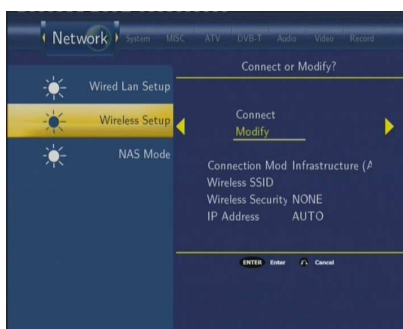 Network System MISC ATV DVB-T Audio Video Record
Connect or Modify?
Wired Lan Setup
Wireless Setup
NAS Mode
Connect
Modify
Connection Mod Infrastructure (A
Wireless SSID
Wireless Security NONE
IP Address AUTO
ENTER Enter Cancel